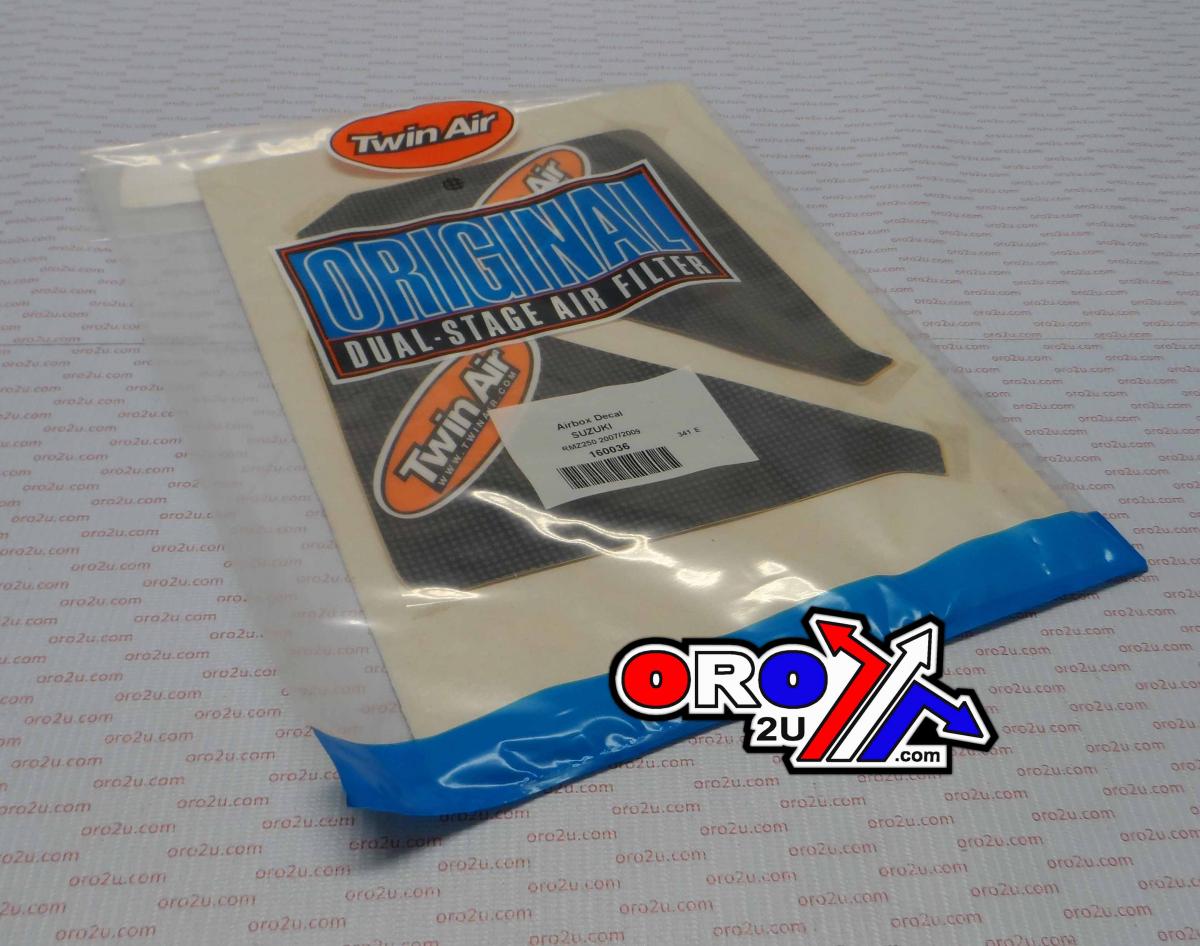 Twin Air
Air
ORIGINAL
DUAL-STAGE AIR FILTER
Twin Air
WWW.TWINAIR.COM
Airbox Decal
SUZUKI
RMZ250 2007/2009 341 E
160036
ORO
2U
.com
oro2u.com